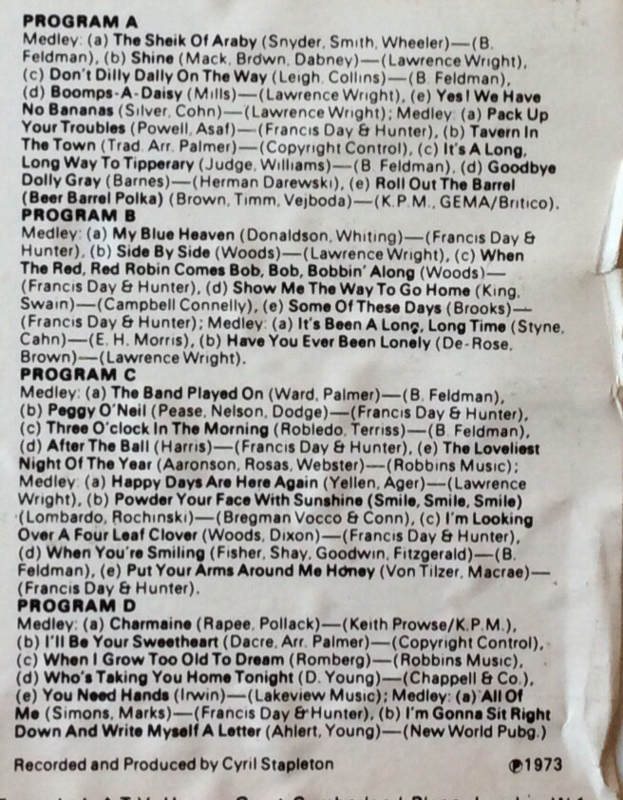 PROGRAM A
Medley: (a) The Sheik Of Araby (Snyder, Smith, Wheeler)—(B.
Feldman), (b) Shine (Mack, Brown, Dabney)—(Lawrence Wright),
(c) Don't Dilly Dally On The Way (Leigh, Collins)—(B. Feldman),
(d) Boomps-A-Daisy (Mills)—(Lawrence Wright), (e) Yes! We Have
No Bananas (Silver, Cohn)—(Lawrence Wright); Medley: (a) Pack Up
Your Troubles (Powell, Asaf)—(Francis Day & Hunter), (b) Tavern In
The Town (Trad. Arr. Palmer)—(Copyright Control), (c) It's A Long,
Long Way To Tipperary (Judge, Williams)—(B. Feldman), (d) Goodbye
Dolly Gray (Barnes)—(Herman Darewski), (e) Roll Out The Barrel
(Beer Barrel Polka) (Brown, Timm, Vejboda)—(K.P.M., GEMA/Britico).
PROGRAM B
Medley: (a) My Blue Heaven (Donaldson, Whiting)—(Francis Day &
Hunter), (b) Side By Side (Woods)—(Lawrence Wright), (c) When
The Red, Red Robin Comes Bob, Bob, Bobbin' Along (Woods)—
(Francis Day & Hunter), (d) Show Me The Way To Go Home (King,
Swain)—(Campbell Connelly), (e) Some Of These Days (Brooks)—
(Francis Day & Hunter); Medley: (a) It's Been A Long, Long Time (Styne,
Cahn)—(E. H. Morris), (b) Have You Ever Been Lonely (De-Rose,
Brown)—(Lawrence Wright).
PROGRAM C
Medley: (a) The Band Played On (Ward, Palmer)—(B. Feldman),
(b) Peggy O'Neil (Pease, Nelson, Dodge)—(Francis Day & Hunter),
(c) Three O'clock In The Morning (Robledo, Terriss)—(B. Feldman),
(d) After The Ball (Harris)—(Francis Day & Hunter), (e) The Loveliest
Night Of The Year (Aaronson, Rosas, Webster)—(Robbins Music);
Medley: (a) Happy Days Are Here Again (Yellen, Ager)—(Lawrence
Wright), (b) Powder Your Face With Sunshine (Smile, Smile, Smile)
(Lombardo, Rochinski)—(Bregman Vocco & Conn), (c) I'm Looking
Over A Four Leaf Clover (Woods, Dixon)—(Francis Day & Hunter),
(d) When You're Smiling (Fisher, Shay, Goodwin, Fitzgerald)—(B.
Feldman), (e) Put Your Arms Around Me Honey (Von Tilzer, Macrae)—
(Francis Day & Hunter).
PROGRAM D
Medley: (a) Charmaine (Rapee, Pollack)—(Keith Prowse/K.P.M.),
(b) I'll Be Your Sweetheart (Dacre, Arr. Palmer)—(Copyright Control),
(c) When I Grow Too Old To Dream (Romberg)—(Robbins Music),
(d) Who's Taking You Home Tonight (D. Young)—(Chappell & Co.),
(e) You Need Hands (Irwin)—(Lakeview Music); Medley: (a) All Of
Me (Simons, Marks)—(Francis Day & Hunter), (b) I'm Gonna Sit Right
Down And Write Myself A Letter (Ahlert, Young)—(New World Pubg.)
Recorded and Produced by Cyril Stapleton ℗1973